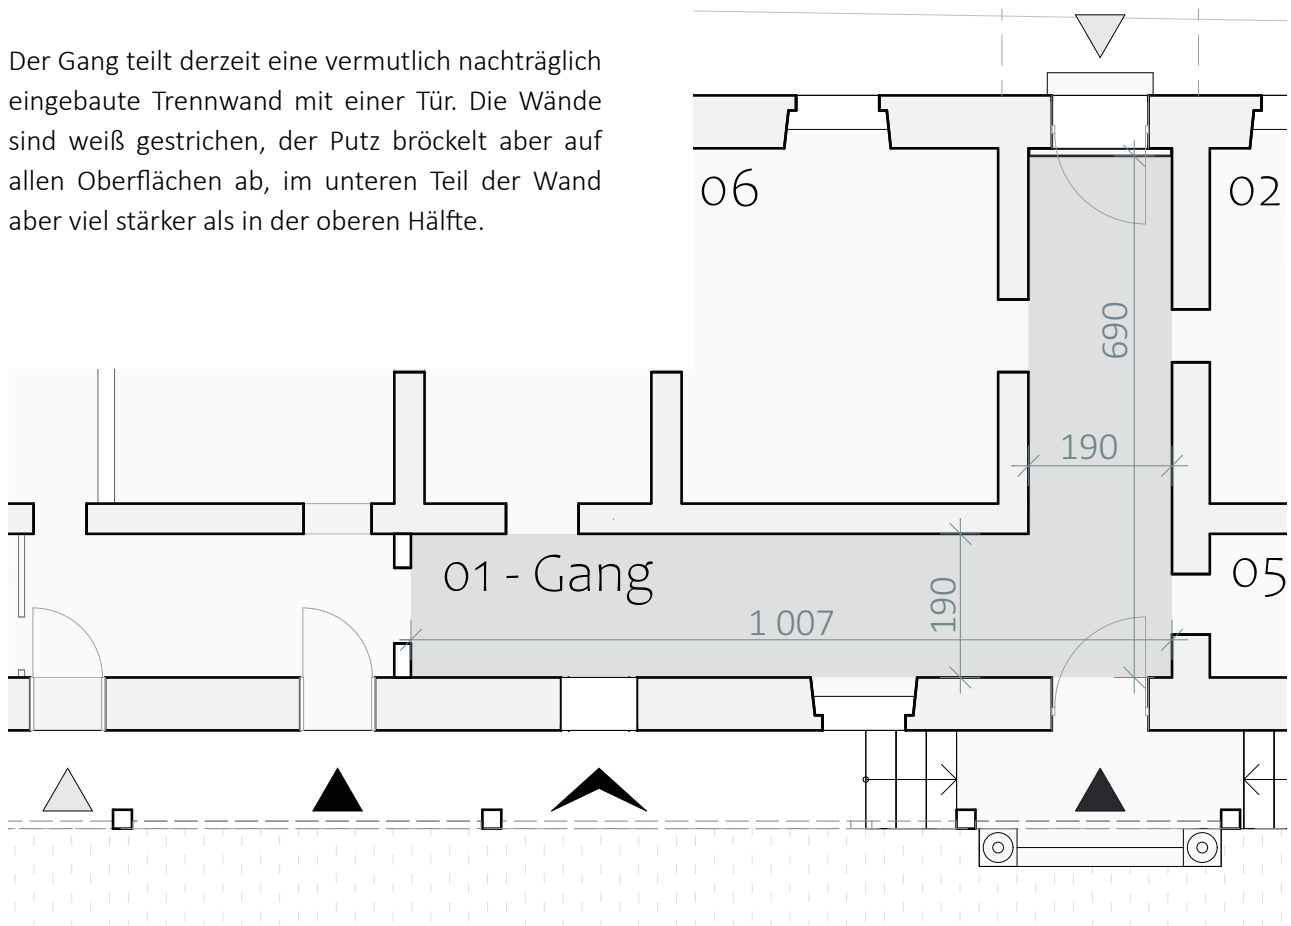 Der Gang teilt derzeit eine vermutlich nachträglich
eingebaute Trennwand mit einer Tür. Die Wände
sind weiß gestrichen, der Putz bröckelt aber auf
allen Oberflächen ab, im unteren Teil der Wand
aber viel stärker als in der oberen Hälfte.
06
02
690
190
01 - Gang
190
1 007
05